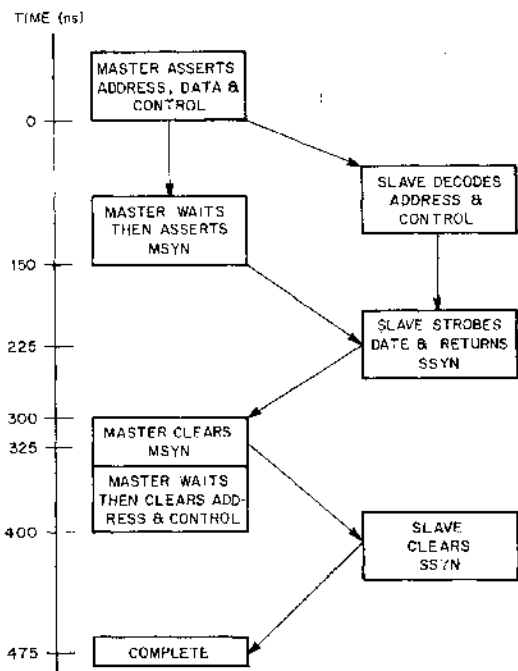 TIME (ns)
MASTER ASSERTS
ADDRESS, DATA &
CONTROL
0
SLAVE DECODES
ADDRESS &
CONTROL
MASTER WAITS
THEN ASSERTS
MSYN
150
SLAVE STROBES
DATE & RETURNS
SSYN
225
300
MASTER CLEARS
MSYN
325
MASTER WAITS
THEN CLEARS ADD-
RESS & CONTROL
400
SLAVE
CLEARS
SSYN
475
COMPLETE